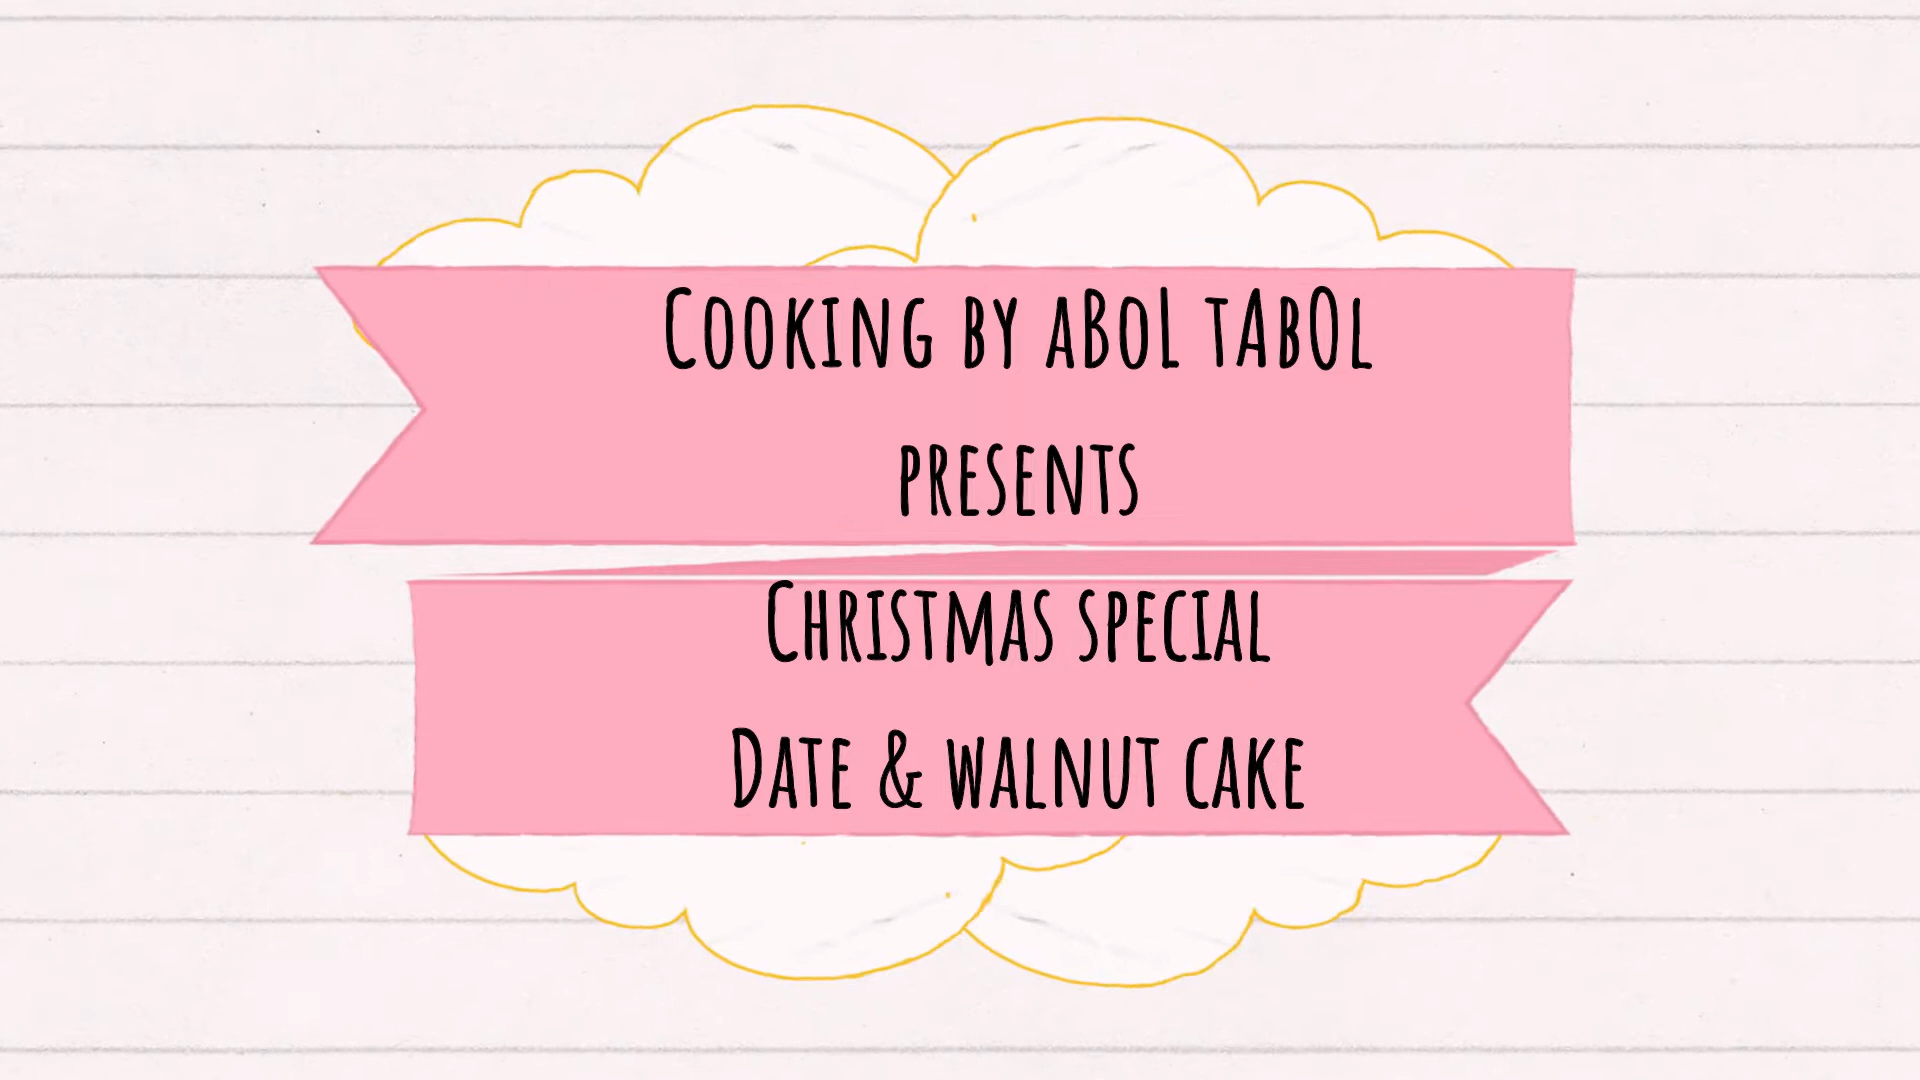 Cooking by aBol tAbOl
presents
Christmas special
Date & walnut cake